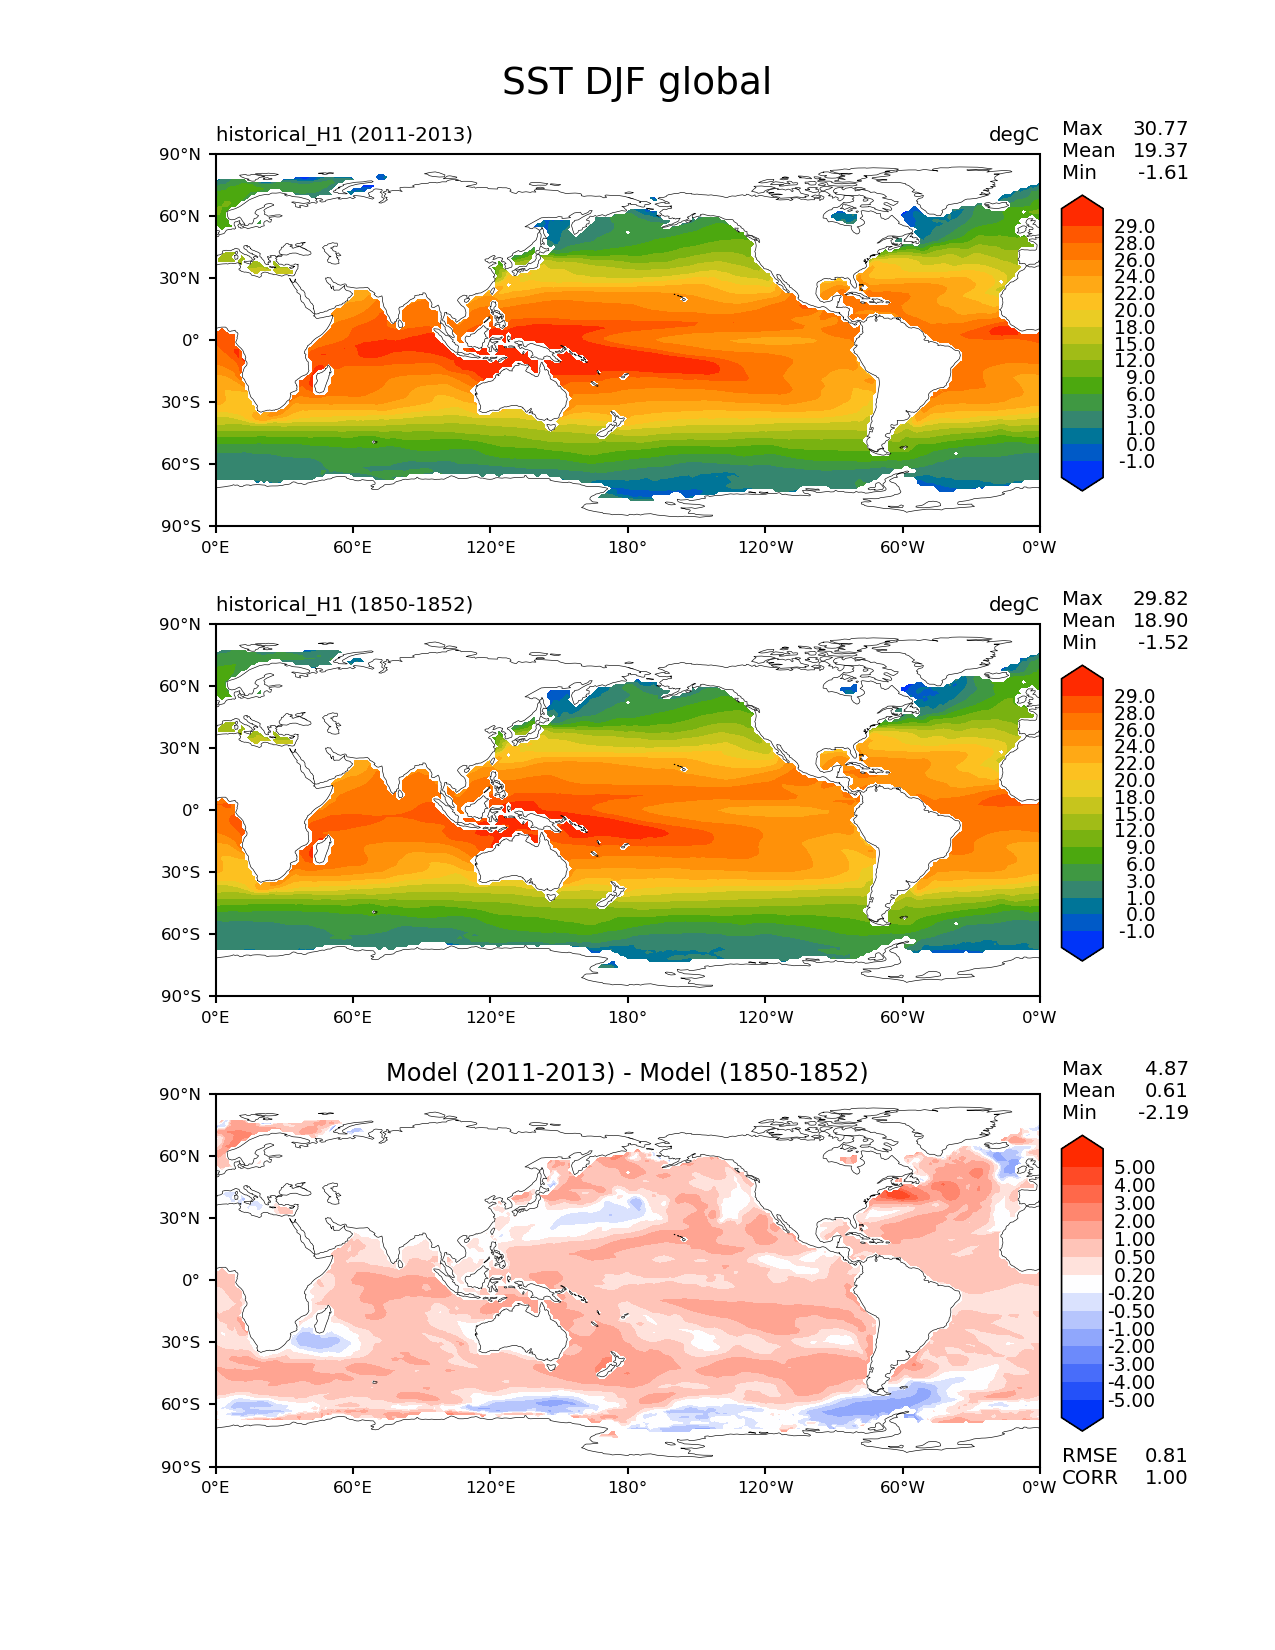 SST DJF global
historical_H1 (2011-2013) degC
Max 30.77
Mean 19.37
Min -1.61
90°N
60°N
30°N
0°
30°S
60°S
90°S
0°E 60°E 120°E 180° 120°W 60°W 0°W
29.0
28.0
26.0
24.0
22.0
20.0
18.0
15.0
12.0
9.0
6.0
3.0
1.0
0.0
-1.0
historical_H1 (1850-1852) degC
Max 29.82
Mean 18.90
Min -1.52
90°N
60°N
30°N
0°
30°S
60°S
90°S
0°E 60°E 120°E 180° 120°W 60°W 0°W
29.0
28.0
26.0
24.0
22.0
20.0
18.0
15.0
12.0
9.0
6.0
3.0
1.0
0.0
-1.0
Model (2011-2013) - Model (1850-1852)
Max 4.87
Mean 0.61
Min -2.19
90°N
60°N
30°N
0°
30°S
60°S
90°S
0°E 60°E 120°E 180° 120°W 60°W 0°W
5.00
4.00
3.00
2.00
1.00
0.50
0.20
-0.20
-0.50
-1.00
-2.00
-3.00
-4.00
-5.00
RMSE 0.81
CORR 1.00